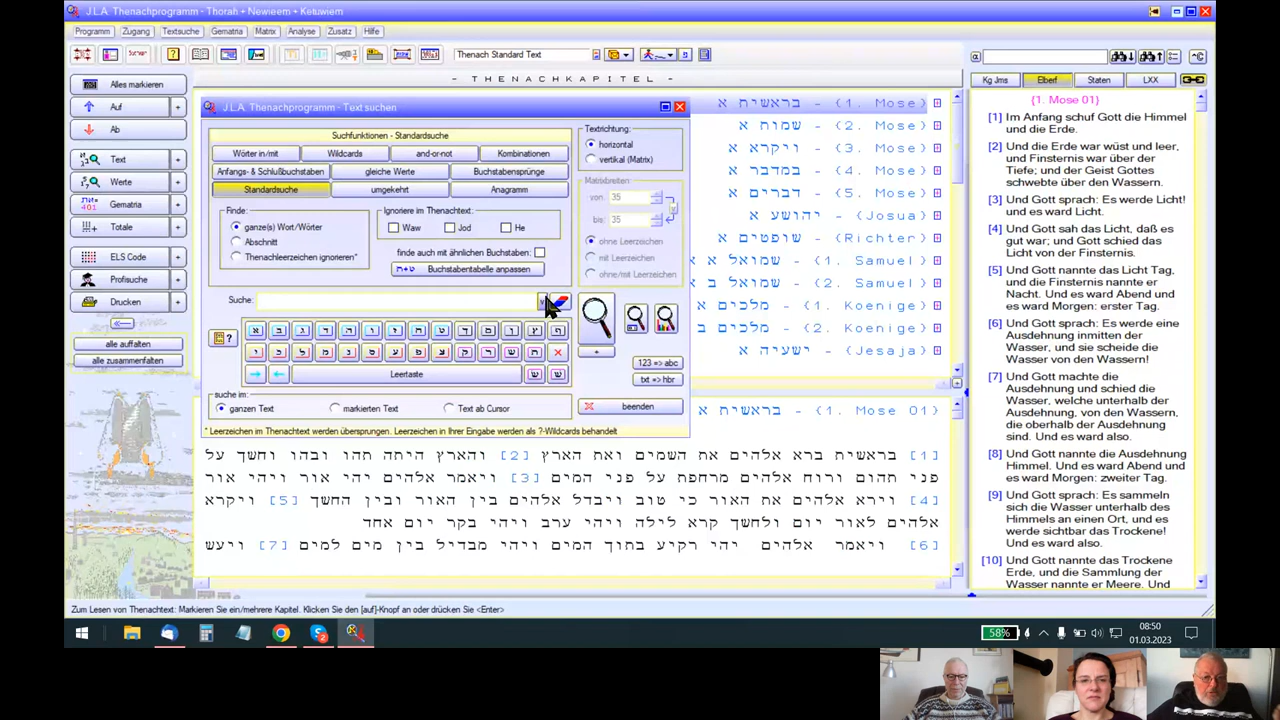 J.L.A. Thenachprogramm - Thorah + Newieem + Ketuwiem
Programm Zugang Textsuche Gematria Matrix Analyse Zusatz Hilfe
Thenach Standard Text
- THENACHKAPITEL -
Kg Jms Elberf Staten LXX
Alles markieren
Auf +
Ab
Text +
Werte +
Gematria +
Totale +
ELS Code +
Profisuche +
Drucken +
alle auffalten
alle zusammenfalten
J.L.A. Thenachprogramm - Text suchen
Suchfunktionen - Standardsuche
Wörter in/mit Wildcards and-or-not Kombinationen
Anfangs- & Schlußbuchstaben gleiche Werte Buchstabensprünge
Standardsuche umgekehrt Anagramm
Finde:
ganze(s) Wort/Wörter
Abschnitt
Thenachleerzeichen ignorieren*
Ignoriere im Thenachtext:
Waw Jod He
finde auch mit ähnlichen Buchstaben:
Buchstabentabelle anpassen
Textrichtung:
horizontal
vertikal (Matrix)
Matrixbreiten:
von: 35
bis: 35
ohne Leerzeichen
mit Leerzeichen
ohne/mit Leerzeichen
Suche:
א ב ג ד ה ו ז ח ט ם ן ץ ף
Leertaste
123 => abc
txt => hbr
suche im:
ganzen Text markierten Text Text ab Cursor
beenden
* Leerzeichen im Thenachtext werden übersprungen. Leerzeichen in Ihrer Eingabe werden als ?-Wildcards behandelt
בראשית א - (1. Mose)
שמות א - (2. Mose)
ויקרא א - (3. Mose)
במדבר א - (4. Mose)
דברים א - (5. Mose)
יהושע א - (Josua)
שופטים א - (Richter)
שמואל א א - (1. Samuel)
שמואל ב א - (2. Samuel)
מלכים א - (1. Koenige)
מלכים ב - (2. Koenige)
ישעיה א - (Jesaja)
בראשית א - (1. Mose 01)
[1] בראשית ברא אלהים את השמים ואת הארץ [2] והארץ היתה תהו ובהו וחשך על
פני תהום ורוח אלהים מרחפת על פני המים [3] ויאמר אלהים יהי אור ויהי אור
[4] וירא אלהים את האור כי טוב ויבדל אלהים בין האור ובין החשך [5] ויקרא
אלהים לאור יום ולחשך קרא לילה ויהי ערב ויהי בקר יום אחד
[6] ויאמר אלהים יהי רקיע בתוך המים ויהי מבדיל בין מים למים [7] ויעש
{1. Mose 01}
[1] Im Anfang schuf Gott die Himmel
und die Erde.
[2] Und die Erde war wüst und leer,
und Finsternis war über der
Tiefe; und der Geist Gottes
schwebte über den Wassern.
[3] Und Gott sprach: Es werde Licht!
und es ward Licht.
[4] Und Gott sah das Licht, daß es
gut war; und Gott schied das
Licht von der Finsternis.
[5] Und Gott nannte das Licht Tag,
und die Finsternis nannte er
Nacht. Und es ward Abend und
es ward Morgen: erster Tag.
[6] Und Gott sprach: Es werde eine
Ausdehnung inmitten der
Wasser, und sie scheide die
Wasser von den Wassern!
[7] Und Gott machte die
Ausdehnung und schied die
Wasser, welche unterhalb der
Ausdehnung, von den Wassern,
die oberhalb der Ausdehnung
sind. Und es ward also.
[8] Und Gott nannte die Ausdehnung
Himmel. Und es ward Abend und
es ward Morgen: zweiter Tag.
[9] Und Gott sprach: Es sammeln
sich die Wasser unterhalb des
Himmels an einen Ort, und es
werde sichtbar das Trockene!
Und es ward also.
[10] Und Gott nannte das Trockene
Erde, und die Sammlung der
Wasser nannte er Meere. Und
Zum Lesen von Thenachtext: Markieren Sie ein/mehrere Kapitel. Klicken Sie den [auf]-Knopf an oder drücken Sie <Enter>
58%
08:50
01.03.2023